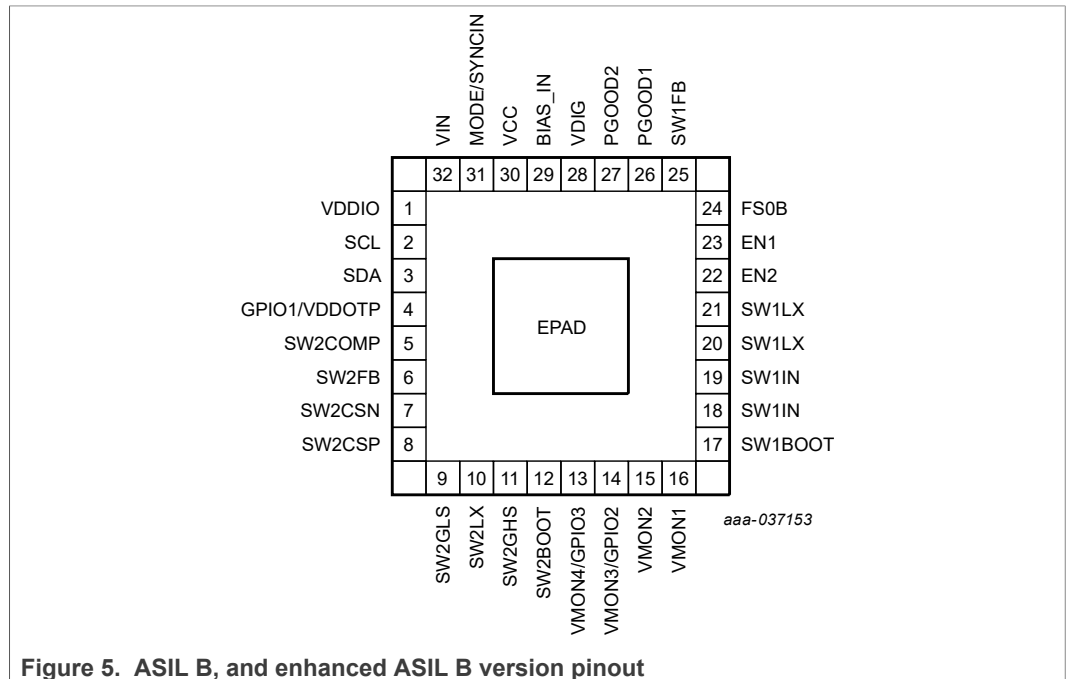 VIN
MODE/SYNCIN
VCC
BIAS_IN
VDIG
PGOOD2
PGOOD1
SW1FB
32 31 30 29 28 27 26 25
VDDIO 1
SCL 2
SDA 3
GPIO1/VDDOTP 4
SW2COMP 5
SW2FB 6
SW2CSN 7
SW2CSP 8
EPAD
24 FS0B
23 EN1
22 EN2
21 SW1LX
20 SW1LX
19 SW1IN
18 SW1IN
17 SW1BOOT
9 10 11 12 13 14 15 16
SW2GLS
SW2LX
SW2GHS
SW2BOOT
VMON4/GPIO3
VMON3/GPIO2
VMON2
VMON1
aaa-037153
Figure 5. ASIL B, and enhanced ASIL B version pinout